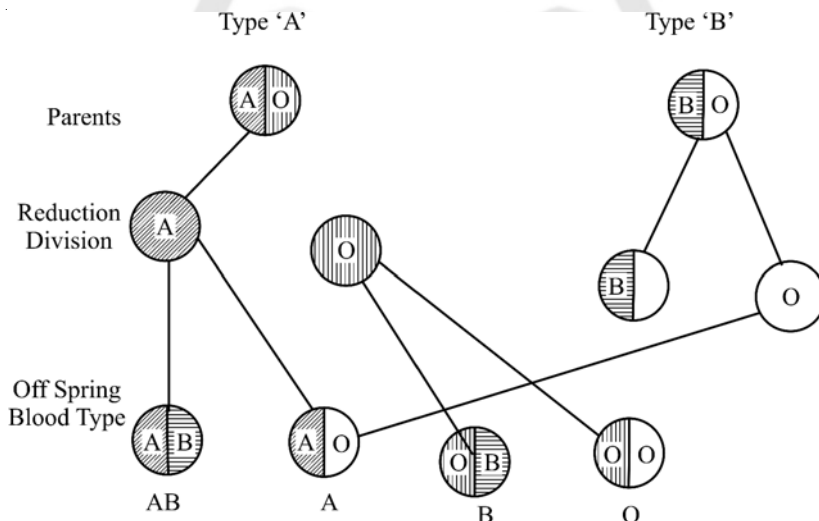 Type ‘A’ Type ‘B’
A O B O
Parents
A
Reduction
Division
O
B
O
Off Spring
Blood Type
A B A O O B O O
AB A B O